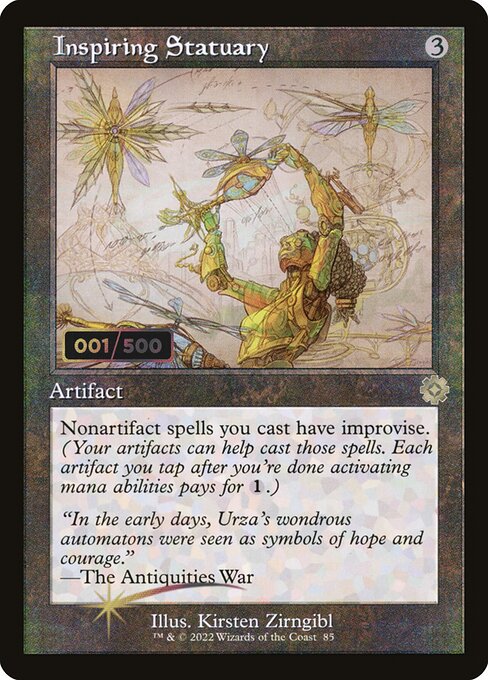 Inspiring Statuary 3
001/500
Artifact
Nonartifact spells you cast have improvise.
(Your artifacts can help cast those spells. Each
artifact you tap after you're done activating
mana abilities pays for 1.)
"In the early days, Urza's wondrous
automatons were seen as symbols of hope and
courage."
—The Antiquities War
Illus. Kirsten Zirngibl
™ & © 2022 Wizards of the Coast 85